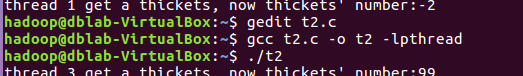 thread 1 get a thickets, now thickets' number:-2
hadoop@dblab-VirtualBox:~$ gedit t2.c
hadoop@dblab-VirtualBox:~$ gcc t2.c -o t2 -lpthread
hadoop@dblab-VirtualBox:~$ ./t2
thread 3 get a thickets, now thickets' number:99